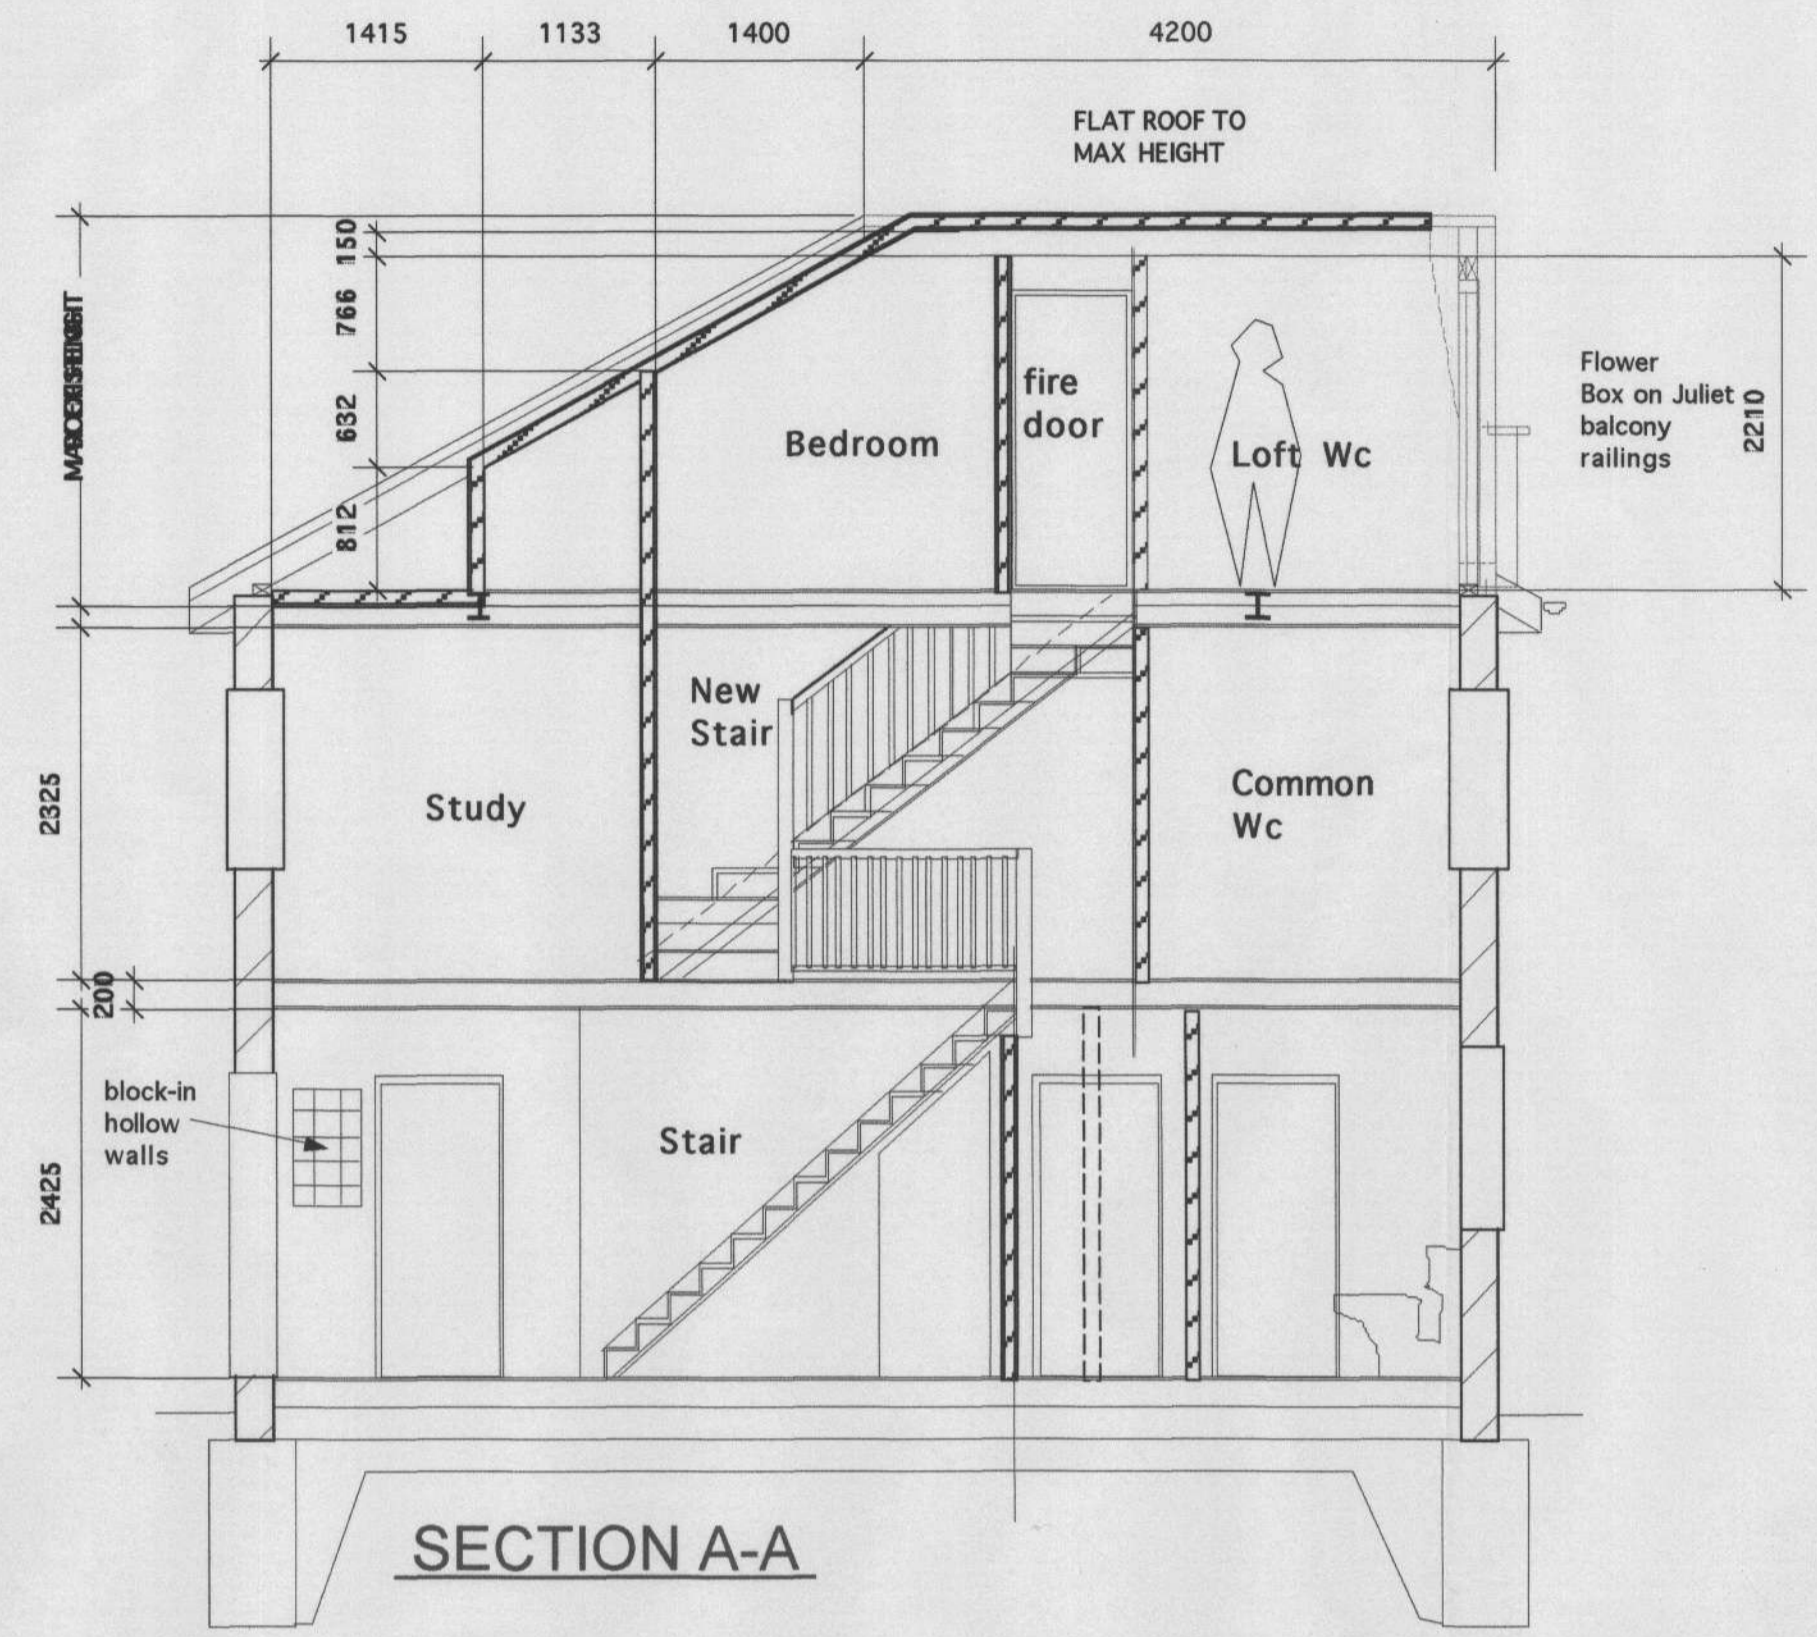 1415 1133 1400 4200
FLAT ROOF TO
MAX HEIGHT
150
766
632
812
Bedroom
fire
door
Loft Wc
Flower
Box on Juliet
balcony
railings
2210
New
Stair
Study
Common
Wc
2325
200
2425
block-in
hollow
walls
Stair
SECTION A-A